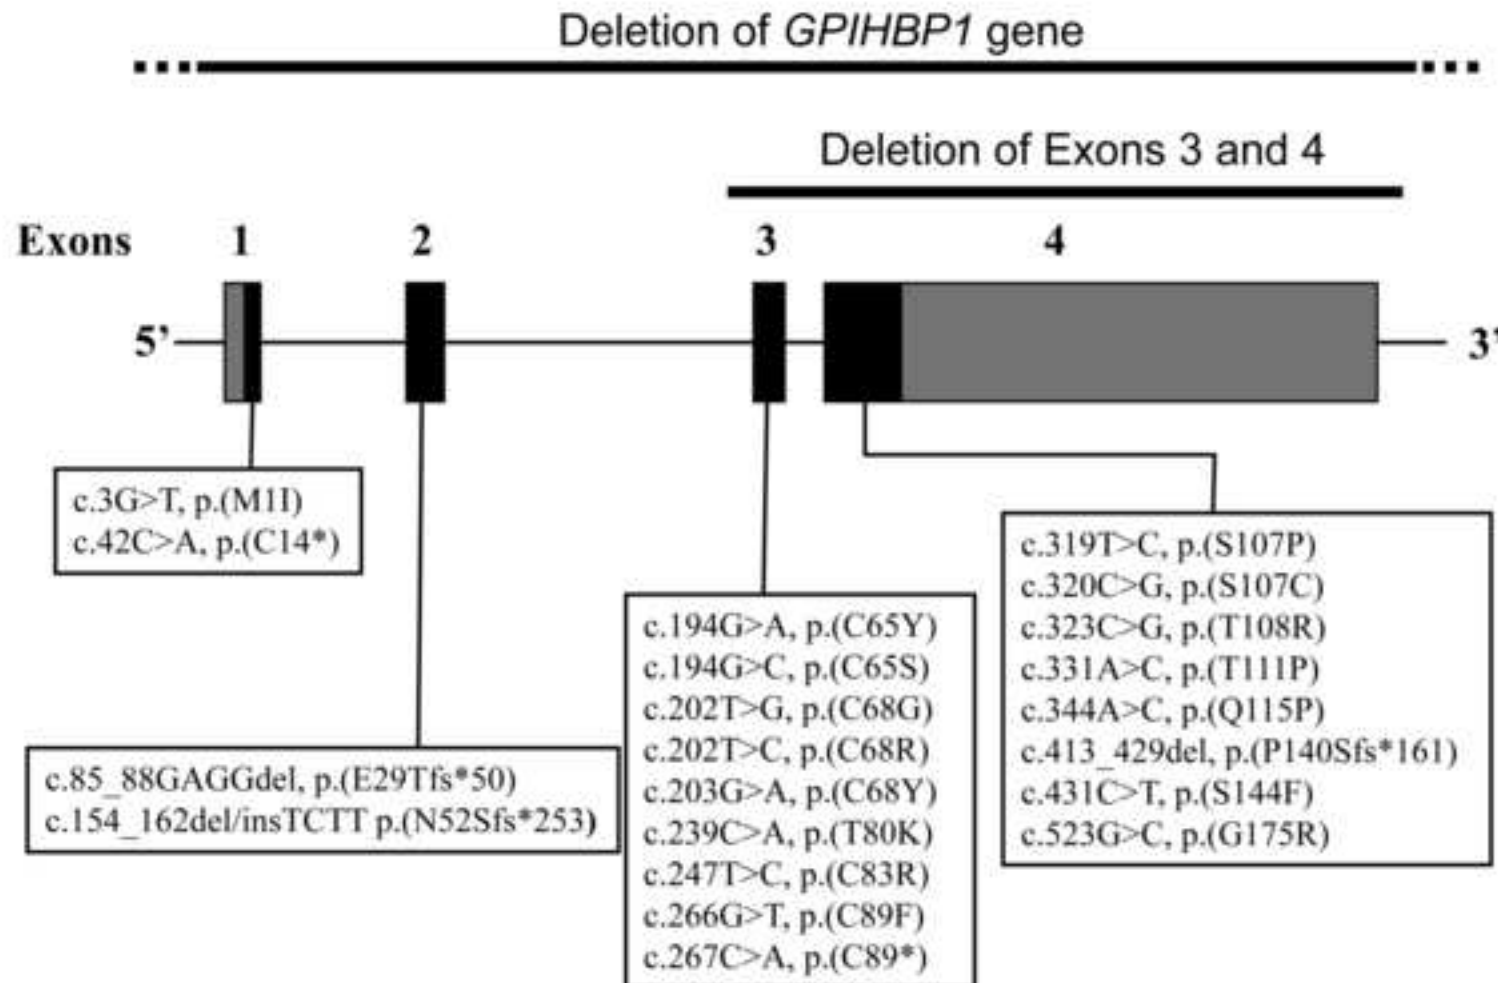 Deletion of GPIHBP1 gene
Deletion of Exons 3 and 4
Exons 1 2 3 4
5’ 3’
c.3G>T, p.(M1I)
c.42C>A, p.(C14*)
c.85_88GAGGdel, p.(E29Tfs*50)
c.154_162del/insTCTT p.(N52Sfs*253)
c.194G>A, p.(C65Y)
c.194G>C, p.(C65S)
c.202T>G, p.(C68G)
c.202T>C, p.(C68R)
c.203G>A, p.(C68Y)
c.239C>A, p.(T80K)
c.247T>C, p.(C83R)
c.266G>T, p.(C89F)
c.267C>A, p.(C89*)
c.319T>C, p.(S107P)
c.320C>G, p.(S107C)
c.323C>G, p.(T108R)
c.331A>C, p.(T111P)
c.344A>C, p.(Q115P)
c.413_429del, p.(P140Sfs*161)
c.431C>T, p.(S144F)
c.523G>C, p.(G175R)